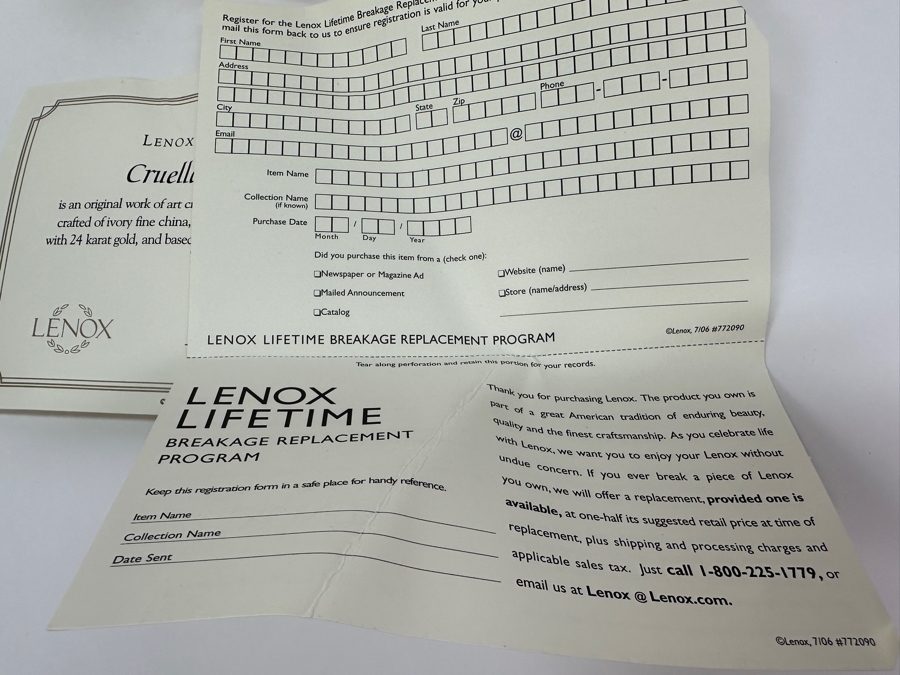 Register for the Lenox Lifetime Breakage Replacement
mail this form back to us to ensure registration is valid for your
First Name
Last Name
Address
City
State
Zip
Phone
Email
@
Item Name
Collection Name
(if known)
Purchase Date
Month
Day
Year
Did you purchase this item from a (check one):
Newspaper or Magazine Ad
Mailed Announcement
Catalog
Website (name)
Store (name/address)
LENOX LIFETIME BREAKAGE REPLACEMENT PROGRAM
©Lenox, 7/06 #772090
Tear along perforation and retain this portion for your records.
LENOX
LIFETIME
BREAKAGE REPLACEMENT
PROGRAM
Keep this registration form in a safe place for handy reference.
Item Name
Collection Name
Date Sent
Thank you for purchasing Lenox. The product you own is
part of a great American tradition of enduring beauty,
quality and the finest craftsmanship. As you celebrate life
with Lenox, we want you to enjoy your Lenox without
undue concern. If you ever break a piece of Lenox
you own, we will offer a replacement, provided one is
available, at one-half its suggested retail price at time of
replacement, plus shipping and processing charges and
applicable sales tax. Just call 1-800-225-1779, or
email us at Lenox @ Lenox.com.
©Lenox, 7/06 #772090
LENOX
Cruell
is an original work of art
crafted of ivory fine china,
with 24 karat gold, and based
LENOX